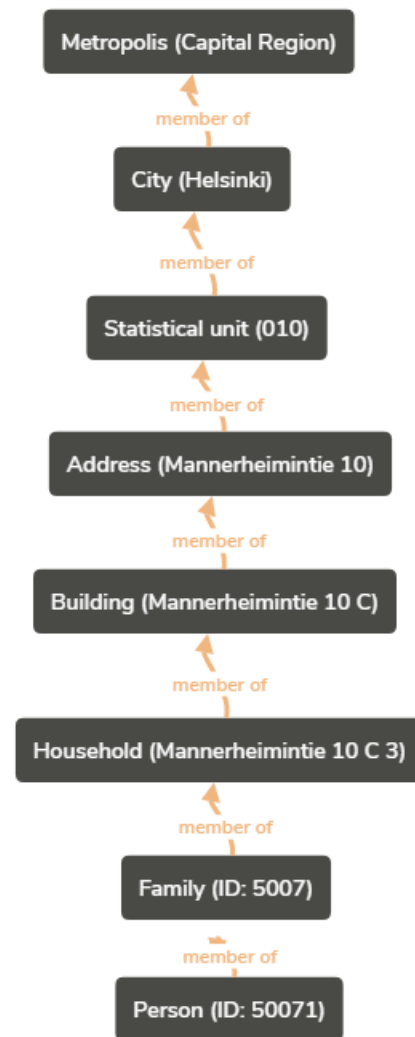 Metropolis (Capital Region)
member of
City (Helsinki)
member of
Statistical unit (010)
member of
Address (Mannerheimintie 10)
member of
Building (Mannerheimintie 10 C)
member of
Household (Mannerheimintie 10 C 3)
member of
Family (ID: 5007)
member of
Person (ID: 50071)